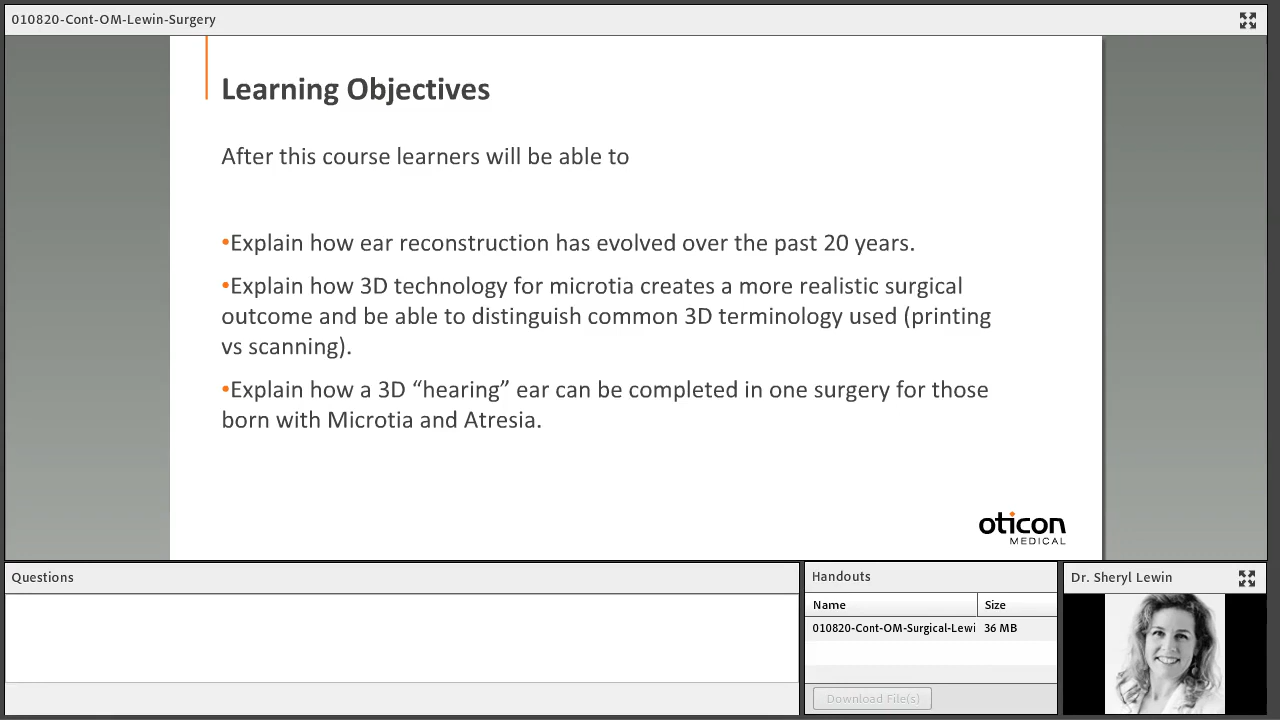 010820-Cont-OM-Lewin-Surgery
Learning Objectives
After this course learners will be able to
•Explain how ear reconstruction has evolved over the past 20 years.
•Explain how 3D technology for microtia creates a more realistic surgical
outcome and be able to distinguish common 3D terminology used (printing
vs scanning).
•Explain how a 3D “hearing” ear can be completed in one surgery for those
born with Microtia and Atresia.
oticon
MEDICAL
Questions
Handouts
Name Size
010820-Cont-OM-Surgical-Lewi 36 MB
Download File(s)
Dr. Sheryl Lewin